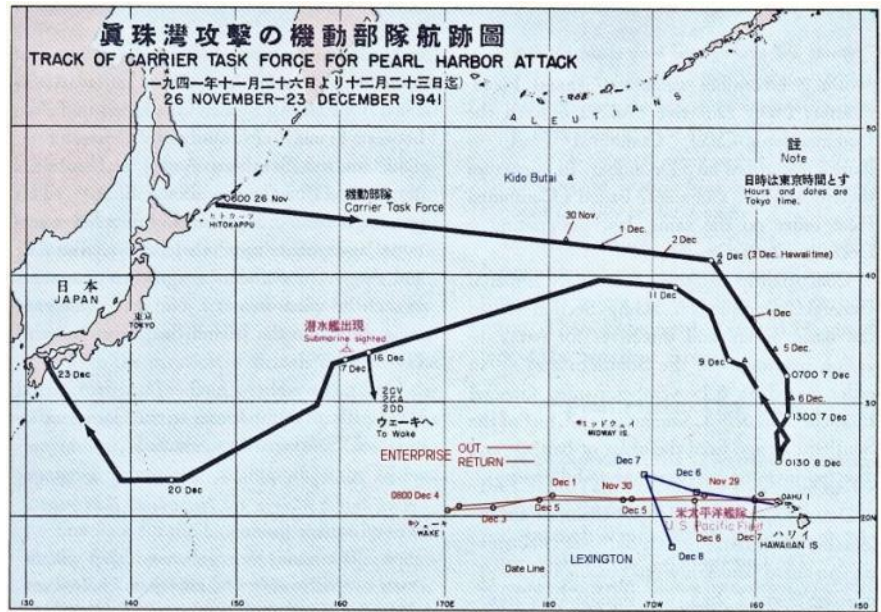 眞珠灣攻擊の機動部隊航跡圖
TRACK OF CARRIER TASK FORCE FOR PEARL HARBOR ATTACK
一九四一年十一月二十六日より十二月二十三日迄)
26 NOVEMBER-23 DECEMBER 1941
ALEUTIANS
註
Note
日時は東京時間とす
Hours and dates are
Tokyo time.
50
Kido Butai
0600 26 Nov
ヒトカップ
HITOKAPPU
機動部隊
Carrier Task Force
30 Nov.
1 Dec.
2 Dec
4 Dec (3 Dec. Hawaii time)
40
日本
JAPAN
東京
TOKYO
11 Dec
4 Dec
潜水艦出現
Submarine sighted
17 Dec
16 Dec
9 Dec
5 Dec.
23 Dec
0700 7 Dec
6 Dec.
2CV
2CA
2DD
30
1300 7 Dec
ウェーキへ
To Wake
ミッドウェイ
MIDWAY IS.
ENTERPRISE OUT
RETURN
Dec 7
Dec 6
0130 8 Dec
20 Dec
0800 Dec 4
Dec 1
Nov 30
Nov 29
OAHU I
ウェーキ
WAKE I
Dec 3
Dec 5
Dec 5
米太平洋艦隊
U.S. Pacific Fleet
20N
Dec 6
Dec 7
ハワイ
HAWAIIAN IS
Dec 8
Date Line
LEXINGTON
130
140
150
160
170E
180
170W
160
150